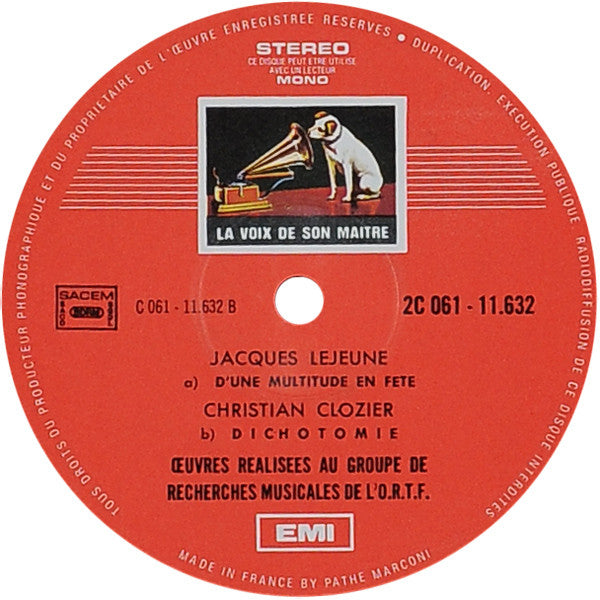 TOUS DROITS DU PRODUCTEUR PHONOGRAPHIQUE ET DU PROPRIETAIRE DE L'ŒUVRE ENREGISTREE RESERVES • DUPLICATION, EXECUTION PUBLIQUE RADIODIFFUSION DE CE DISQUE INTERDITES
STEREO
CE DISQUE PEUT ETRE UTILISE
AVEC UN LECTEUR
MONO
LA VOIX DE SON MAITRE
SACEM
C 061 - 11.632 B
2C 061 - 11.632
JACQUES LEJEUNE
a) D'UNE MULTITUDE EN FETE
CHRISTIAN CLOZIER
b) DICHOTOMIE
ŒUVRES REALISEES AU GROUPE DE
RECHERCHES MUSICALES DE L'O.R.T.F.
EMI
MADE IN FRANCE BY PATHE MARCONI